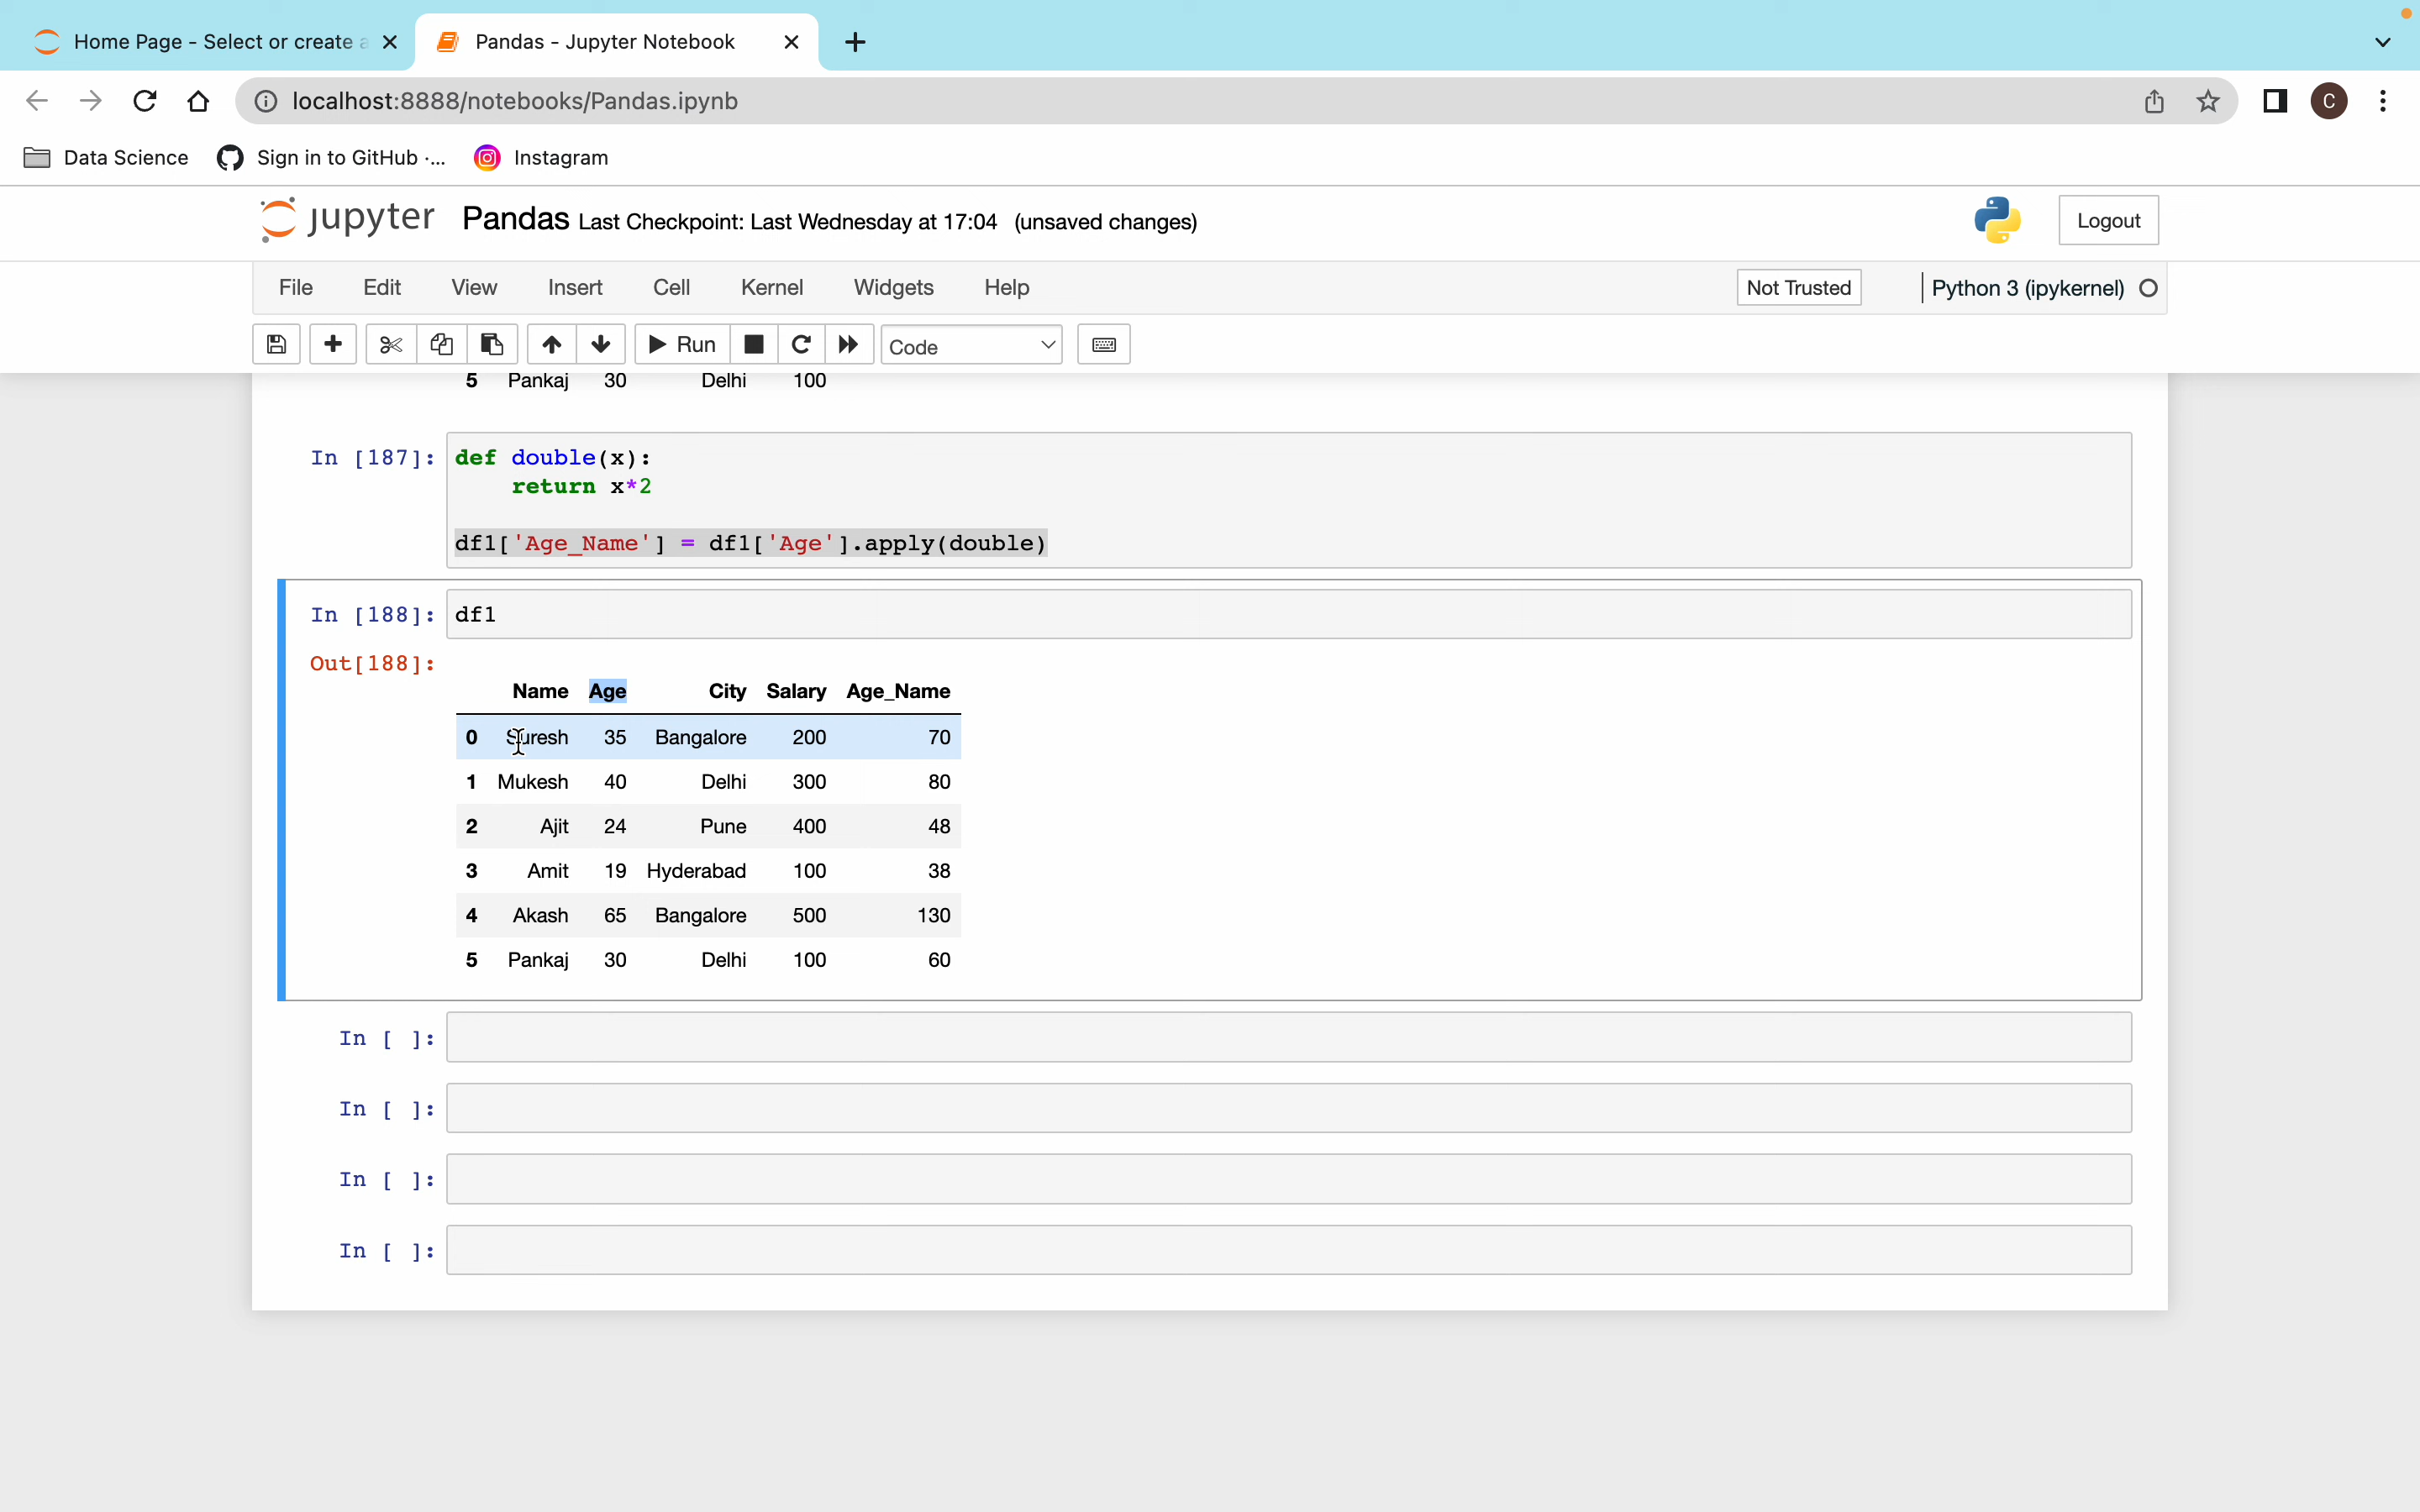 Home Page - Select or create a
Pandas - Jupyter Notebook
localhost:8888/notebooks/Pandas.ipynb
C
Data Science
Sign in to GitHub ·...
Instagram
jupyter
Pandas Last Checkpoint: Last Wednesday at 17:04 (unsaved changes)
Logout
File Edit View Insert Cell Kernel Widgets Help
Not Trusted
Python 3 (ipykernel)
Run
Code
5 Pankaj 30 Delhi 100
In [187]: def double(x):
return x*2
df1['Age_Name'] = df1['Age'].apply(double)
In [188]: df1
Out[188]:
Name Age City Salary Age_Name
0 Suresh 35 Bangalore 200 70
1 Mukesh 40 Delhi 300 80
2 Ajit 24 Pune 400 48
3 Amit 19 Hyderabad 100 38
4 Akash 65 Bangalore 500 130
5 Pankaj 30 Delhi 100 60
In [ ]:
In [ ]:
In [ ]:
In [ ]: